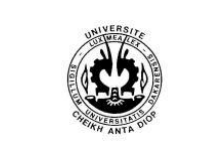 UNIVERSITE
LUX MEA LEX
SIGILLUM UNIVERSITATIS DAKARENSIS
CHEIKH ANTA DIOP